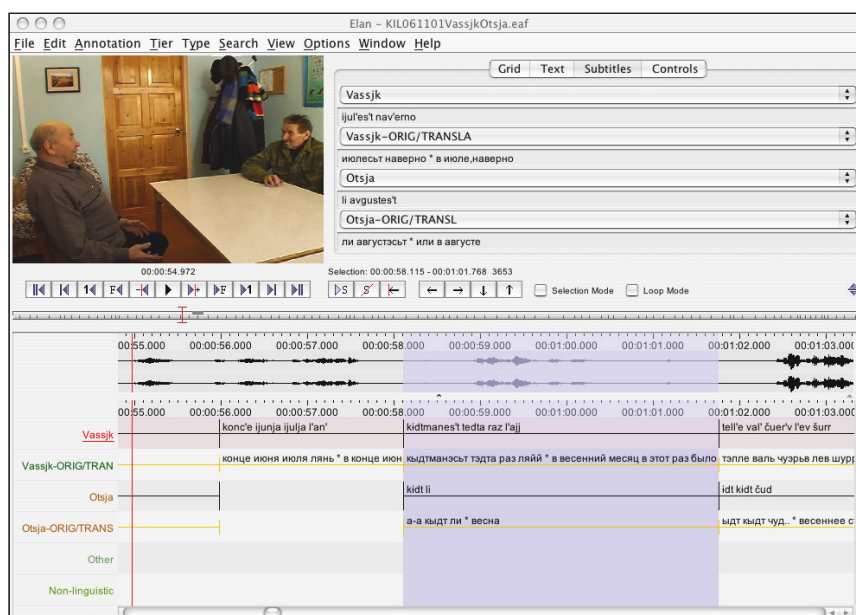 Elan – KIL061101VassjkOtsja.eaf
File Edit Annotation Tier Type Search View Options Window Help
Grid Text Subtitles Controls
Vassjk
ijul'es't nav'erno
Vassjk-ORIG/TRANSLA
июлесьт наверно * в июле,наверно
Otsja
li avgustes't
Otsja-ORIG/TRANSL
ли августэсьт * или в августе
00:00:54.972
Selection: 00:00:58.115 - 00:01:01.768 3653
1 F + F 1 S S Selection Mode Loop Mode
00:55.000 00:00:56.000 00:00:57.000 00:00:58.000 00:00:59.000 00:01:00.000 00:01:01.000 00:01:02.000 00:01:03.000
00:55.000 00:00:56.000 00:00:57.000 00:00:58.000 00:00:59.000 00:01:00.000 00:01:01.000 00:01:02.000 00:01:03.000
Vassjk konc'e ijunja ijulja l'an' kidtmanes't tedta raz l'ajj tell'e val' čuer'v l'ev šurr
Vassjk-ORIG/TRAN конце июня июля лянь * в конце июн кыдтманэсьт тэдта раз ляйй * в весенний месяц в этот раз было тэлле валь чуэрьв лев шурр
Otsja kidt li ɨdt kidt čud
Otsja-ORIG/TRANS а-а кыдт ли * весна ыдт кыдт чуд.. * весеннее с
Other
Non-linguistic